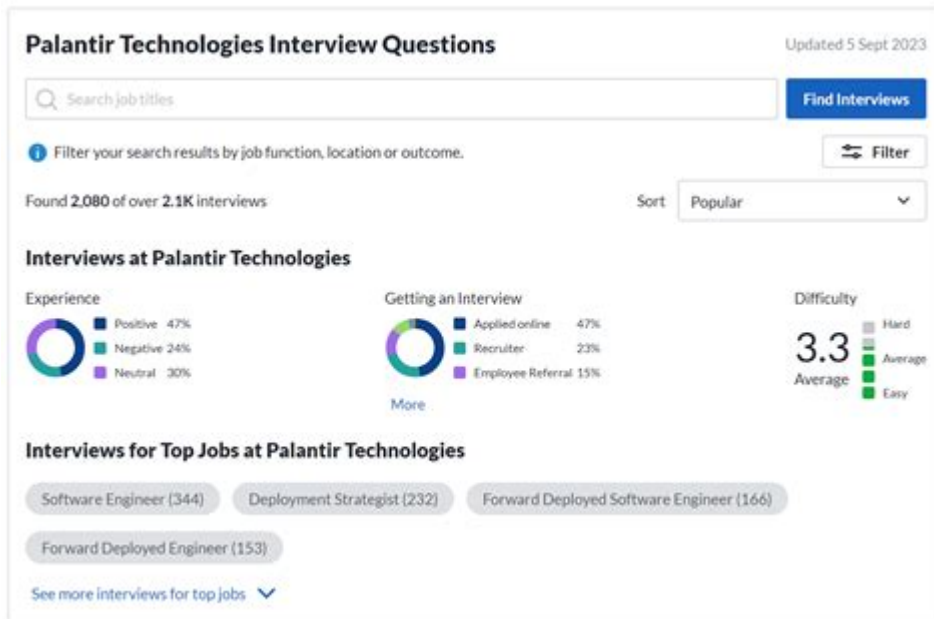 Palantir Technologies Interview Questions
Updated 5 Sept 2023
Search job titles
Find Interviews
Filter your search results by job function, location or outcome.
Filter
Found 2,080 of over 2.1K interviews
Sort
Popular
Interviews at Palantir Technologies
Experience
Positive 47%
Negative 24%
Neutral 30%
Getting an Interview
Applied online 47%
Recruiter 23%
Employee Referral 15%
More
Difficulty
3.3
Average
Hard
Average
Easy
Interviews for Top Jobs at Palantir Technologies
Software Engineer (344)
Deployment Strategist (232)
Forward Deployed Software Engineer (166)
Forward Deployed Engineer (153)
See more interviews for top jobs